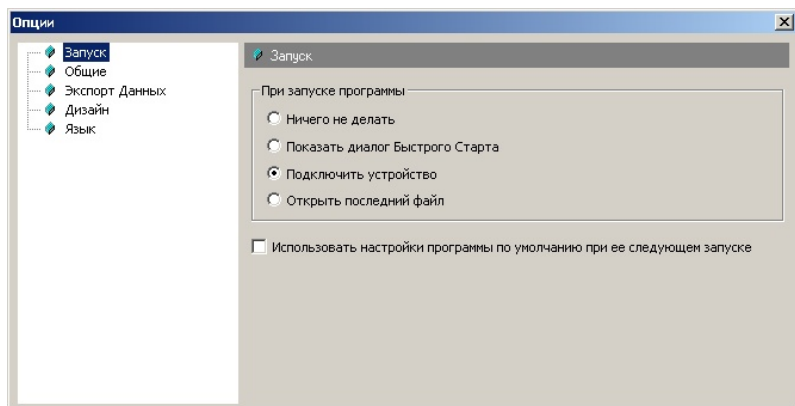 Опции
Запуск
Общие
Экспорт Данных
Дизайн
Язык
Запуск
При запуске программы
Ничего не делать
Показать диалог Быстрого Старта
Подключить устройство
Открыть последний файл
Использовать настройки программы по умолчанию при ее следующем запуске